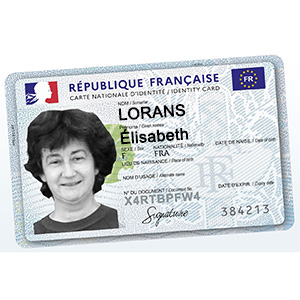 RÉPUBLIQUE FRANÇAISE
FR
CARTE NATIONALE D'IDENTITÉ / IDENTITY CARD
NOM / Surname
LORANS
Prénoms / Given names
Elisabeth
SEXE / Sex NATIONALITÉ / Nationality DATE DE NAISS. / Date of birth
F FRA
LIEU DE NAISSANCE / Place of birth
NOM D'USAGE / Alternate name
N° DU DOCUMENT / Document No DATE D'EXPIR. / Expiry date
X4RTBPFW4
Signature
384213